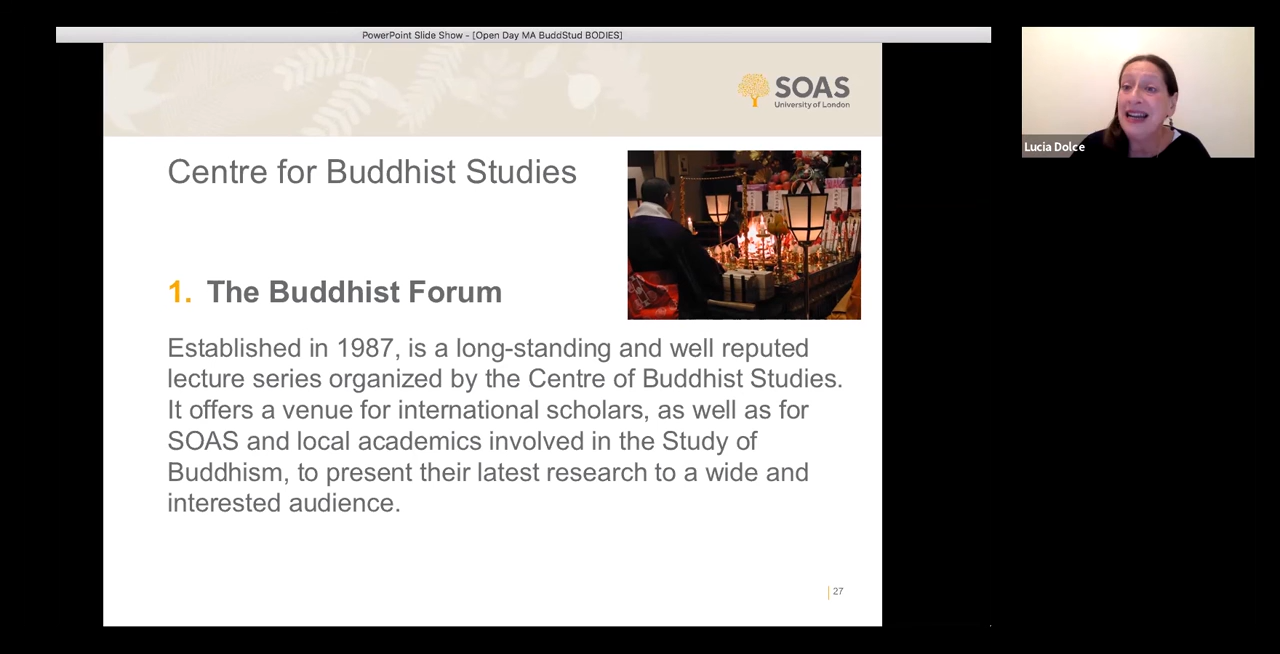 PowerPoint Slide Show - [Open Day MA BuddStud BODIES]
SOAS
University of London
Lucia Dolce
Centre for Buddhist Studies
1. The Buddhist Forum
Established in 1987, is a long-standing and well reputed
lecture series organized by the Centre of Buddhist Studies.
It offers a venue for international scholars, as well as for
SOAS and local academics involved in the Study of
Buddhism, to present their latest research to a wide and
interested audience.
27